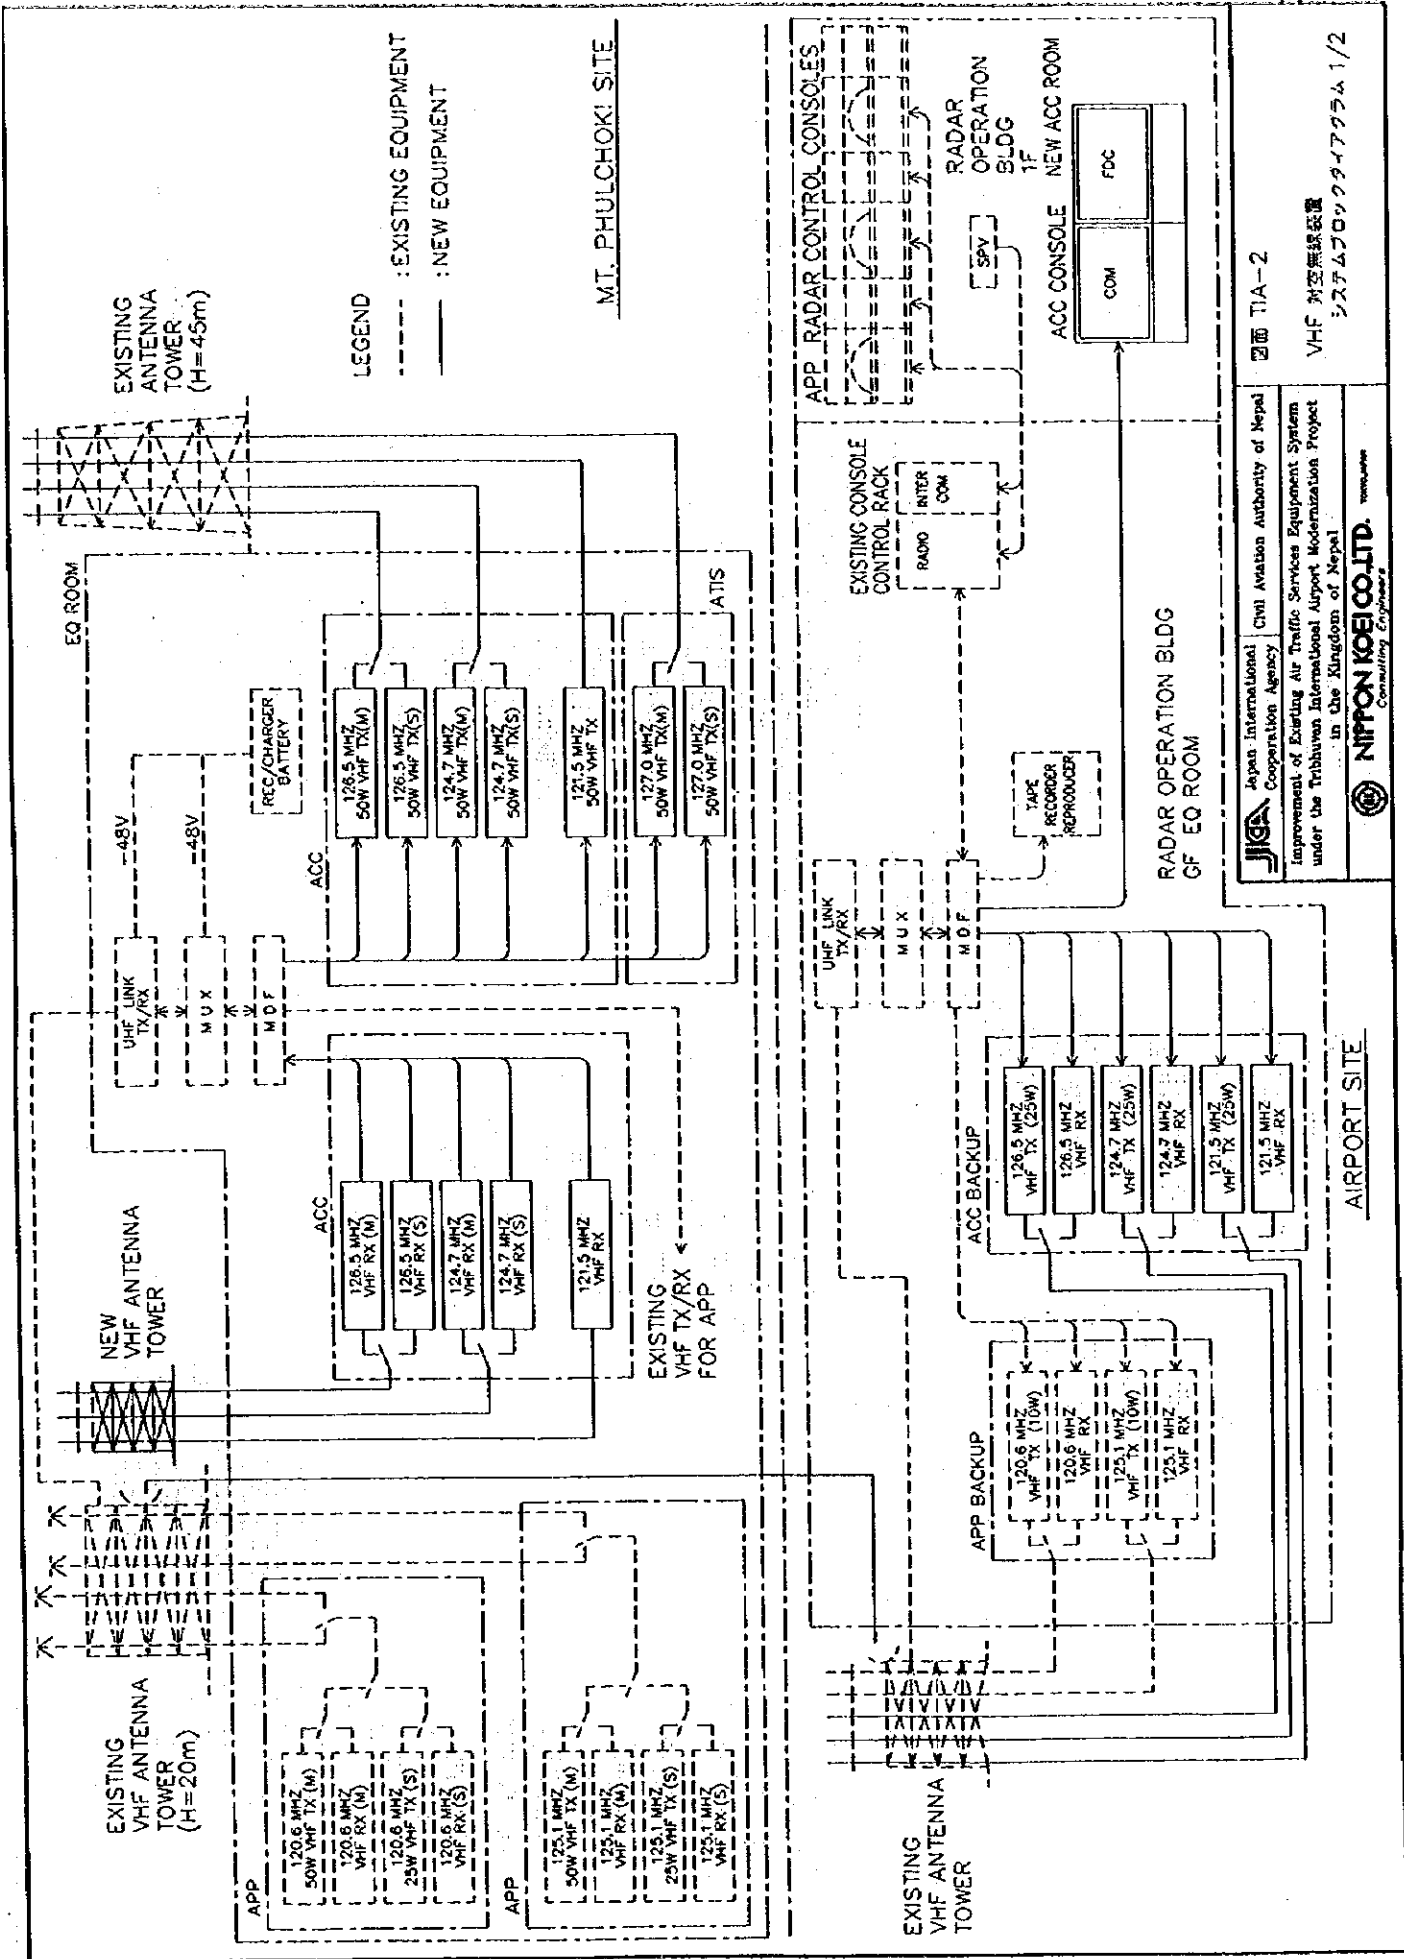 EXISTING
VHF ANTENNA
TOWER
(H=20m)
NEW
VHF ANTENNA
TOWER
EXISTING
ANTENNA
TOWER
(H=45m)
LEGEND
:EXISTING EQUIPMENT
:NEW EQUIPMENT
MT. PHULCHOKI SITE
EQ ROOM
UHF LINK
TX/RX
MUX
MDF
-48V
-48V
REC/CHARGER
BATTERY
APP
120.6 MHZ
50W VHF TX (M)
120.6 MHZ
VHF RX (M)
120.6 MHZ
25W VHF TX (S)
120.6 MHZ
VHF RX (S)
APP
125.1 MHZ
50W VHF TX (M)
125.1 MHZ
VHF RX (M)
125.1 MHZ
25W VHF TX (S)
125.1 MHZ
VHF RX (S)
ACC
126.5 MHZ
VHF RX (M)
126.5 MHZ
VHF RX (S)
124.7 MHZ
VHF RX (M)
124.7 MHZ
VHF RX (S)
121.5 MHZ
VHF RX
EXISTING
VHF TX/RX
FOR APP
ACC
126.5 MHZ
50W VHF TX(M)
126.5 MHZ
50W VHF TX(S)
124.7 MHZ
50W VHF TX(M)
124.7 MHZ
50W VHF TX(S)
121.5 MHZ
50W VHF TX
127.0 MHZ
50W VHF TX(M)
127.0 MHZ
50W VHF TX(S)
ATIS
EXISTING
VHF ANTENNA
TOWER
APP BACKUP
120.6 MHZ
VHF TX (10W)
120.6 MHZ
VHF RX
125.1 MHZ
VHF TX (10W)
125.1 MHZ
VHF RX
ACC BACKUP
126.5 MHZ
VHF TX (25W)
126.5 MHZ
VHF RX
124.7 MHZ
VHF TX (25W)
124.7 MHZ
VHF RX
121.5 MHZ
VHF TX (25W)
121.5 MHZ
VHF RX
AIRPORT SITE
UHF LINK
TX/RX
MUX
MDF
TAPE
RECORDER
REPRODUCER
EXISTING CONSOLE
CONTROL RACK
RADIO
INTER
COM
RADAR OPERATION BLDG
GF EQ ROOM
APP RADAR CONTROL CONSOLES
SPV
RADAR
OPERATION
BLDG
1F
ACC CONSOLE NEW ACC ROOM
COM
FDC
JICA
Japan International
Cooperation Agency
Civil Aviation Authority of Nepal
Improvement of Existing Air Traffic Services Equipment System
under the Tribhuvan International Airport Modernization Project
in the Kingdom of Nepal
NIPPON KOEI CO.,LTD.
Consulting Engineers
図面 TIA-2
VHF 対空無線装置
システムブロックダイアグラム 1/2